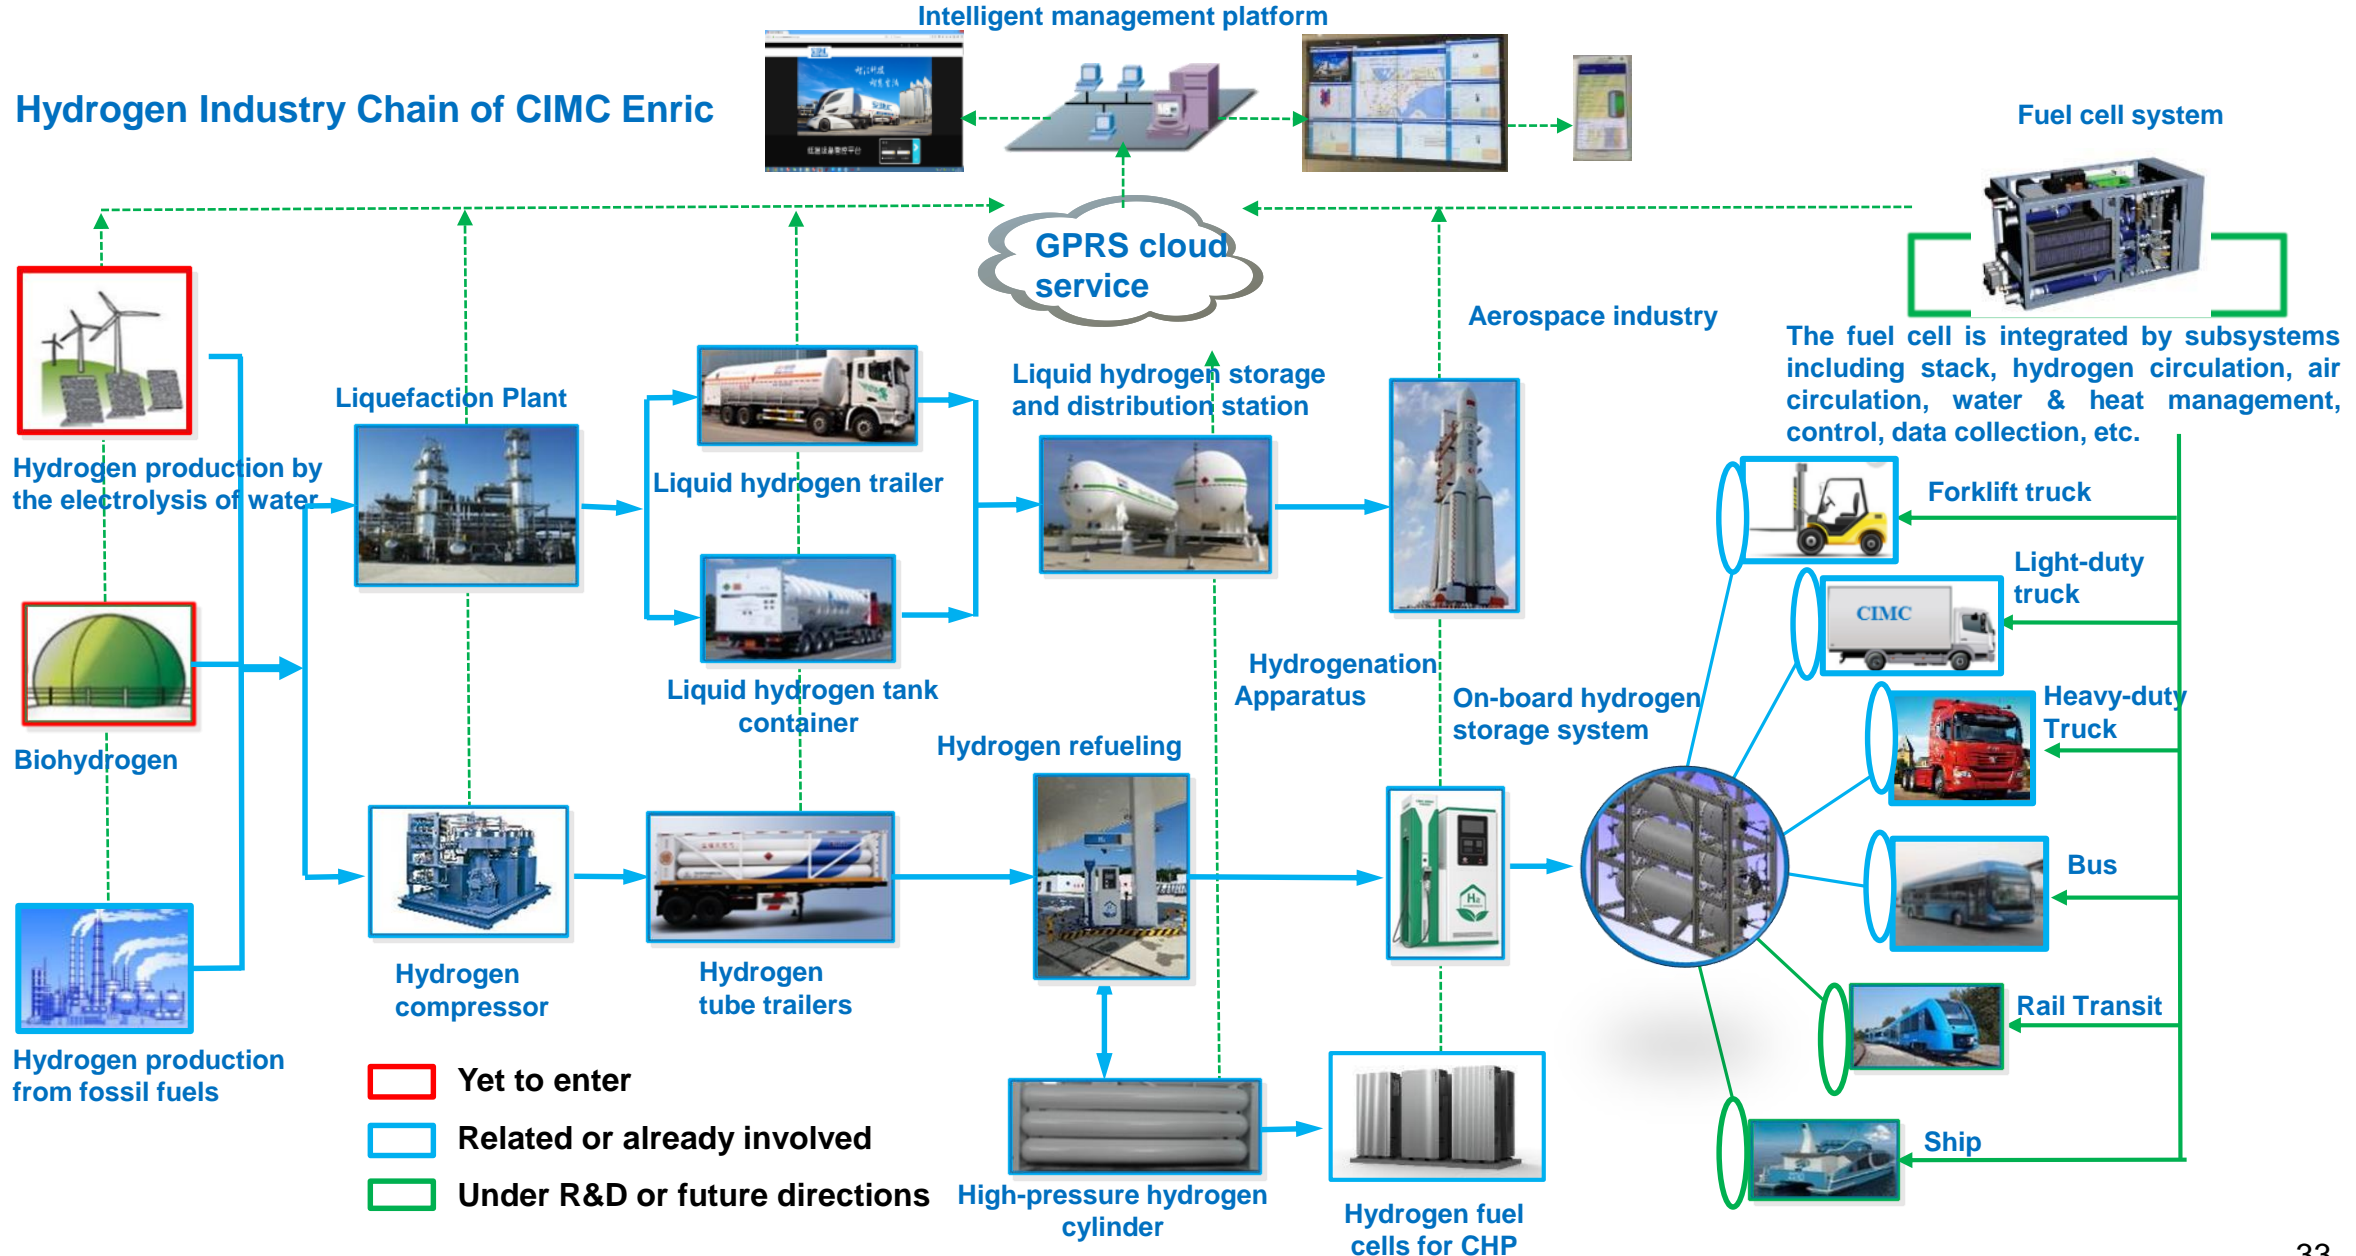 Intelligent management platform
Hydrogen Industry Chain of CIMC Enric
Fuel cell system
GPRS cloud
service
Aerospace industry
The fuel cell is integrated by subsystems
including stack, hydrogen circulation, air
circulation, water & heat management,
control, data collection, etc.
Liquefaction Plant
Liquid hydrogen storage
and distribution station
Hydrogen production by
the electrolysis of water
Liquid hydrogen trailer
Forklift truck
Light-duty
truck
CIMC
Biohydrogen
Liquid hydrogen tank
container
Hydrogenation
Apparatus
On-board hydrogen
storage system
Heavy-duty
Truck
Hydrogen refueling
Bus
H2
Hydrogen
compressor
Hydrogen
tube trailers
Rail Transit
Hydrogen production
from fossil fuels
Yet to enter
Related or already involved
Under R&D or future directions
High-pressure hydrogen
cylinder
Ship
Hydrogen fuel
cells for CHP
33